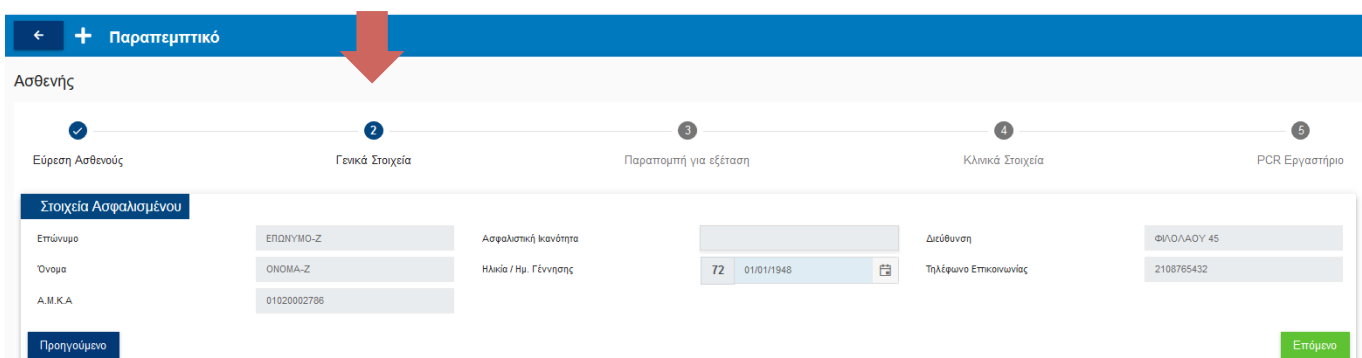 Παραπεμπτικό
Ασθενής
2 3 4 5
Εύρεση Ασθενούς Γενικά Στοιχεία Παραπομπή για εξέταση Κλινικά Στοιχεία PCR Εργαστήριο
Στοιχεία Ασφαλισμένου
Επώνυμο ΕΠΩΝΥΜΟ-Ζ Ασφαλιστική Ικανότητα Διεύθυνση ΦΙΛΟΛΑΟΥ 45
Όνομα ΟΝΟΜΑ-Ζ Ηλικία / Ημ. Γέννησης 72 01/01/1948 Τηλέφωνο Επικοινωνίας 2108765432
Α.Μ.Κ.Α 01020002786
Προηγούμενο Επόμενο